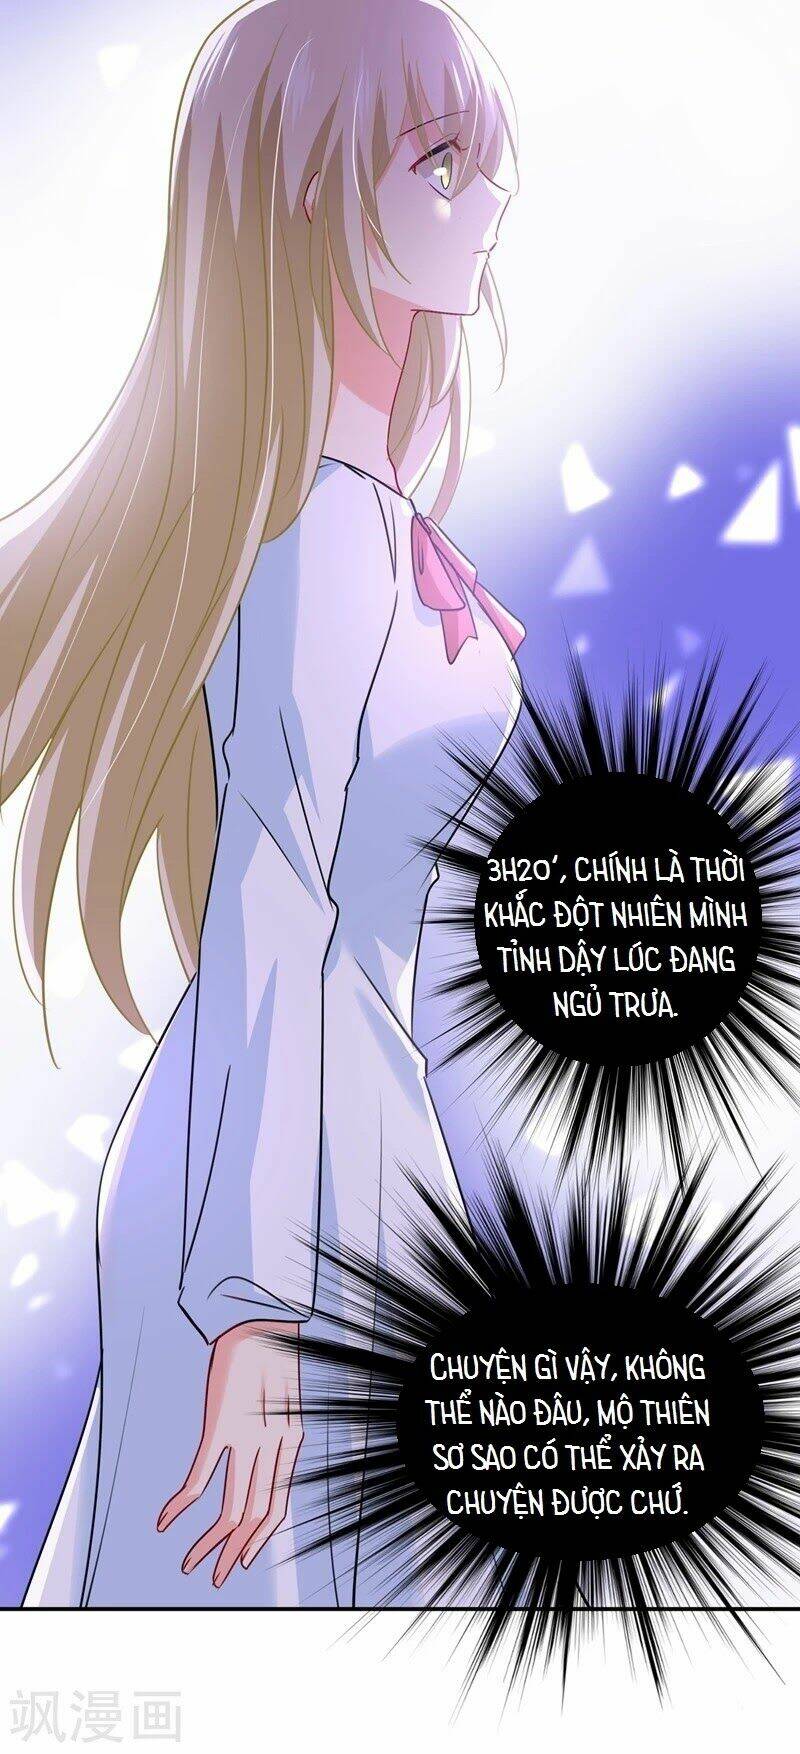 3H20', CHÍNH LÀ THỜI
KHẮC ĐỘT NHIÊN MÌNH
TỈNH DẬY LÚC ĐANG
NGỦ TRƯA.
CHUYỆN GÌ VẬY, KHÔNG
THỂ NÀO ĐÂU, MỘ THIÊN
SƠ SAO CÓ THỂ XẢY RA
CHUYỆN ĐƯỢC CHỨ.
飒漫画